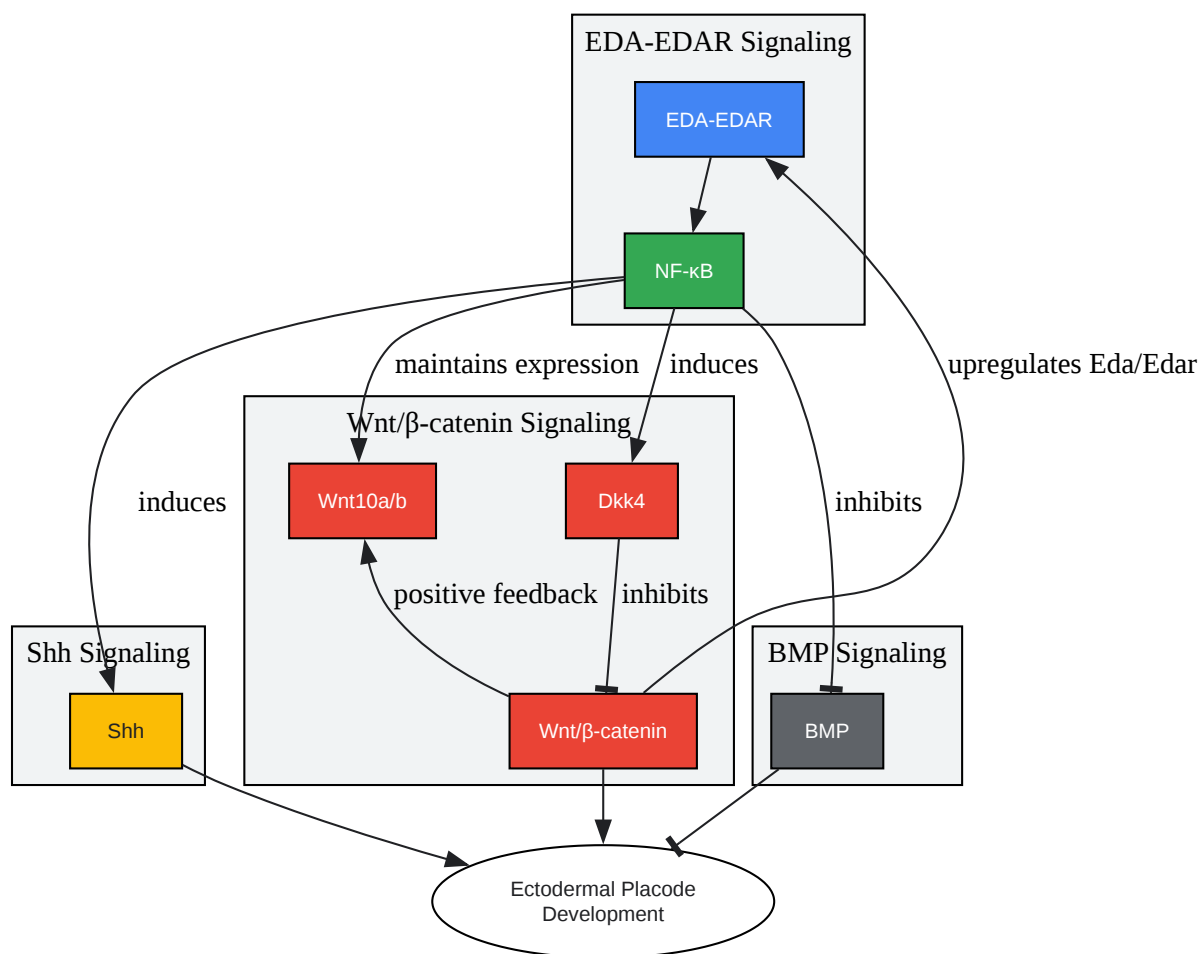 EDA-EDAR Signaling
EDA-EDAR
NF-κB
maintains expression
induces
upregulates Eda/Edar
Wnt/β-catenin Signaling
induces
Wnt10a/b
Dkk4
inhibits
positive feedback
inhibits
Shh Signaling
BMP Signaling
Shh
Wnt/β-catenin
BMP
Ectodermal Placode
Development